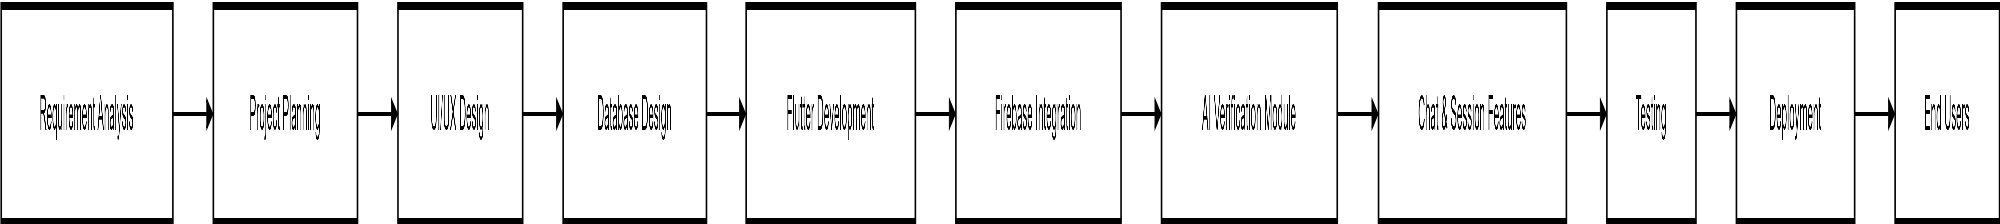 Requirement Analysis
Project Planning
UI/UX Design
Database Design
Flutter Development
Firebase Integration
AI Verification Module
Chat & Session Features
Testing
Deployment
End Users